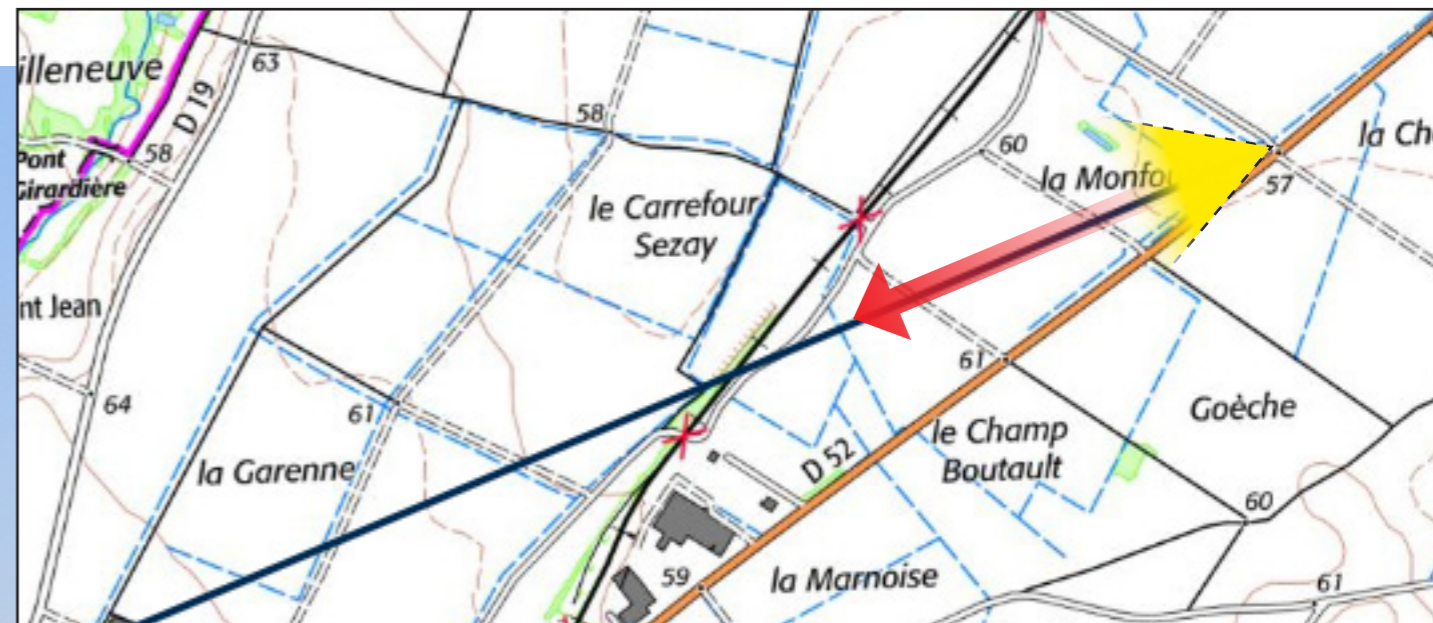 illeneuve
63
D 19
58
Pont
Girardière
58
60
la Ch
la Monfo
57
le Carrefour
Sezay
nt Jean
64
61
61
Goèche
la Garenne
le Champ
Boutault
D 52
60
59
la Marnoise
61